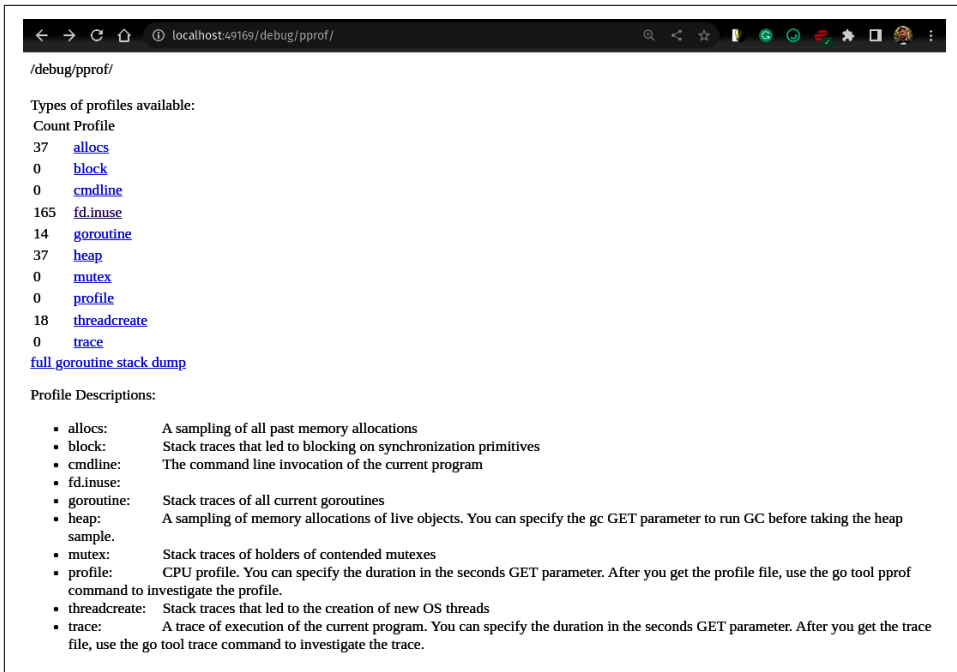 localhost:49169/debug/pprof/
/debug/pprof/
Types of profiles available:
Count Profile
37 allocs
0 block
0 cmdline
165 fd.inuse
14 goroutine
37 heap
0 mutex
0 profile
18 threadcreate
0 trace
full goroutine stack dump
Profile Descriptions:
• allocs: A sampling of all past memory allocations
• block: Stack traces that led to blocking on synchronization primitives
• cmdline: The command line invocation of the current program
• fd.inuse:
• goroutine: Stack traces of all current goroutines
• heap: A sampling of memory allocations of live objects. You can specify the gc GET parameter to run GC before taking the heap
sample.
• mutex: Stack traces of holders of contended mutexes
• profile: CPU profile. You can specify the duration in the seconds GET parameter. After you get the profile file, use the go tool pprof
command to investigate the profile.
• threadcreate: Stack traces that led to the creation of new OS threads
• trace: A trace of execution of the current program. You can specify the duration in the seconds GET parameter. After you get the trace
file, use the go tool trace command to investigate the trace.